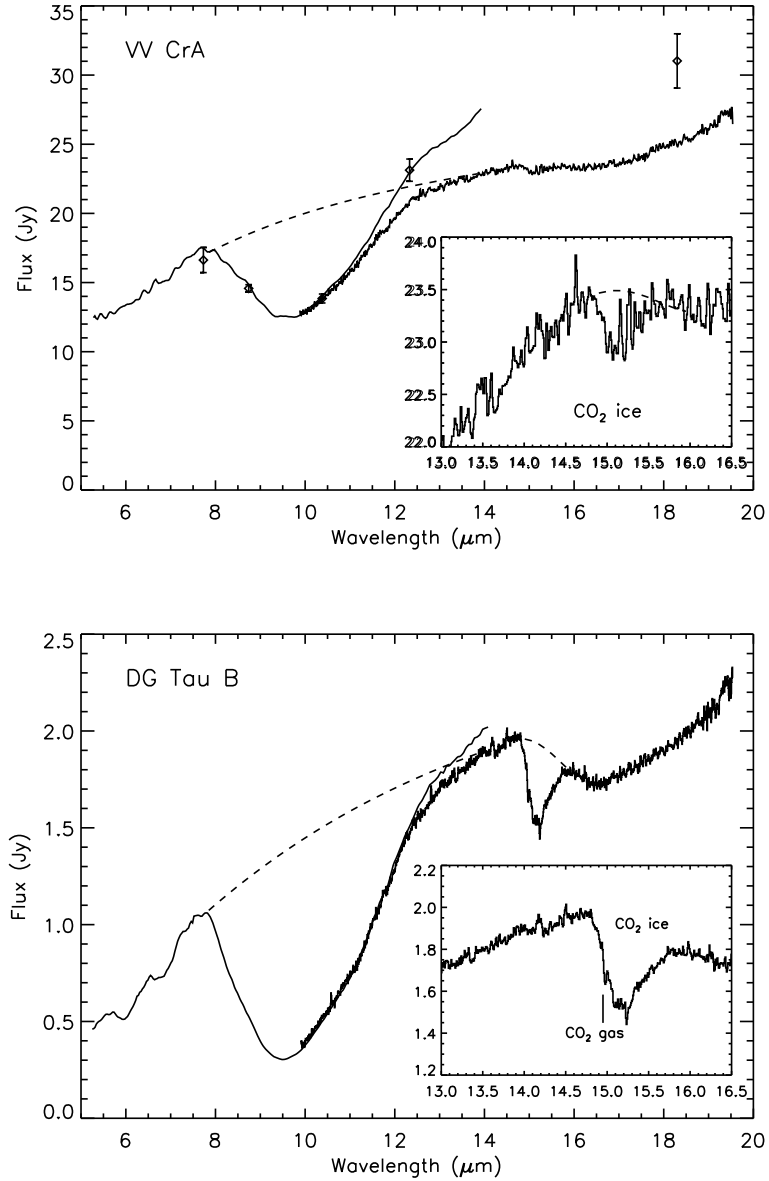 35
30
25
20
15
10
5
0
Flux (Jy)
VV CrA
24.0
23.5
23.0
22.5
22.0
CO2 ice
13.0 13.5 14.0 14.5 15.0 15.5 16.0 16.5
6 8 10 12 14 16 18 20
Wavelength (μm)
2.5
2.0
1.5
1.0
0.5
0.0
Flux (Jy)
DG Tau B
2.2
2.0
1.8
1.6
1.4
1.2
CO2 ice
CO2 gas
13.0 13.5 14.0 14.5 15.0 15.5 16.0 16.5
6 8 10 12 14 16 18 20
Wavelength (μm)